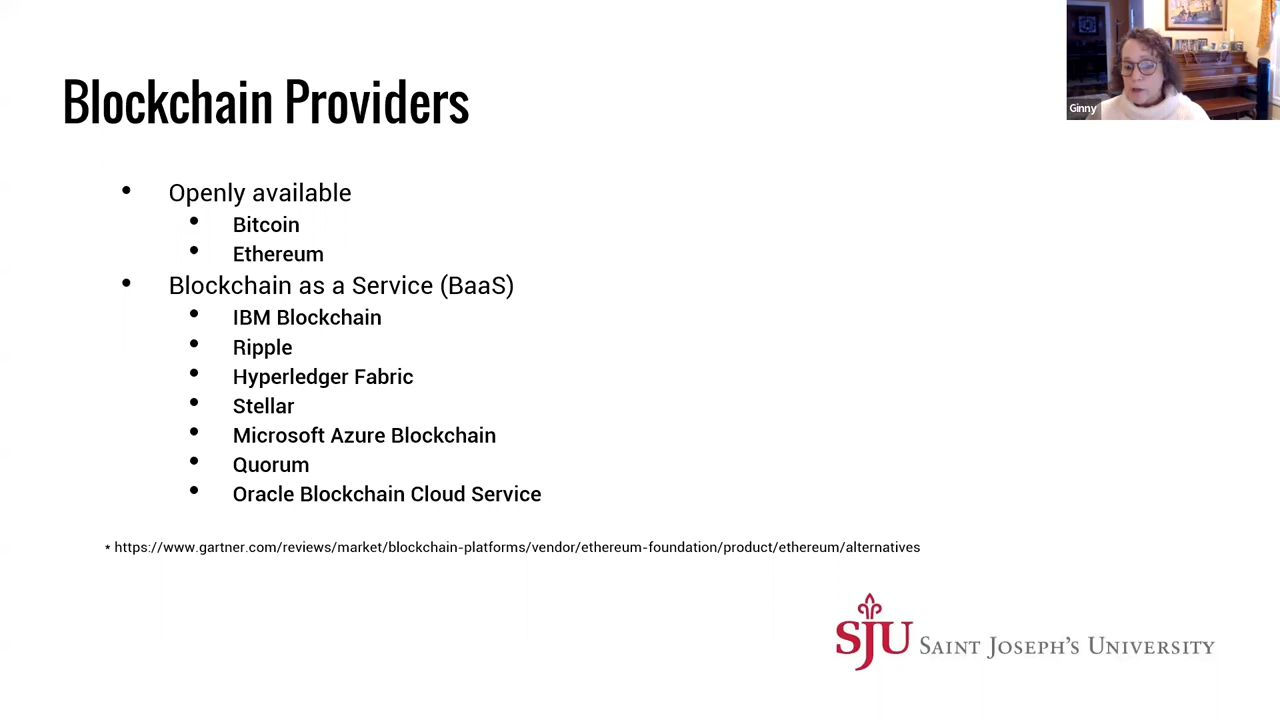 Blockchain Providers
Ginny
• Openly available
• Bitcoin
• Ethereum
• Blockchain as a Service (BaaS)
• IBM Blockchain
• Ripple
• Hyperledger Fabric
• Stellar
• Microsoft Azure Blockchain
• Quorum
• Oracle Blockchain Cloud Service
* https://www.gartner.com/reviews/market/blockchain-platforms/vendor/ethereum-foundation/product/ethereum/alternatives
SJU SAINT JOSEPH'S UNIVERSITY